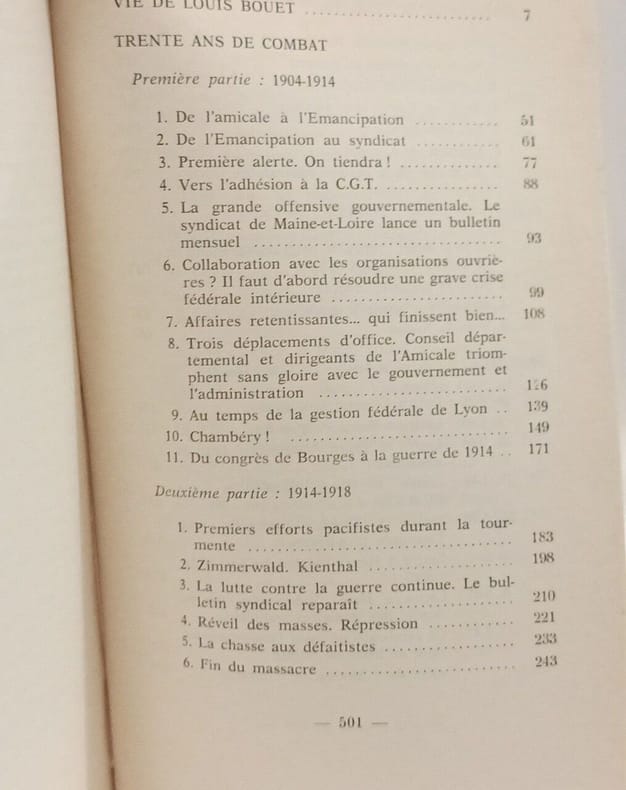 VIE DE LOUIS BOUET .......................... 7
TRENTE ANS DE COMBAT
Première partie : 1904-1914
1. De l'amicale à l'Emancipation ............ 51
2. De l'Emancipation au syndicat ............ 61
3. Première alerte. On tiendra ! .............. 77
4. Vers l'adhésion à la C.G.T. ................ 88
5. La grande offensive gouvernementale. Le
syndicat de Maine-et-Loire lance un bulletin
mensuel .................................. 93
6. Collaboration avec les organisations ouvriè-
res ? Il faut d'abord résoudre une grave crise
fédérale intérieure ........................ 99
7. Affaires retentissantes... qui finissent bien... 108
8. Trois déplacements d'office. Conseil dépar-
temental et dirigeants de l'Amicale triom-
phent sans gloire avec le gouvernement et
l'administration .......................... 126
9. Au temps de la gestion fédérale de Lyon .. 139
10. Chambéry ! .............................. 149
11. Du congrès de Bourges à la guerre de 1914 .. 171
Deuxième partie : 1914-1918
1. Premiers efforts pacifistes durant la tour-
mente .................................... 183
2. Zimmerwald. Kienthal .................... 198
3. La lutte contre la guerre continue. Le bul-
letin syndical reparaît .................... 210
4. Réveil des masses. Répression ............ 221
5. La chasse aux défaitistes .................. 233
6. Fin du massacre .......................... 243
— 501 —